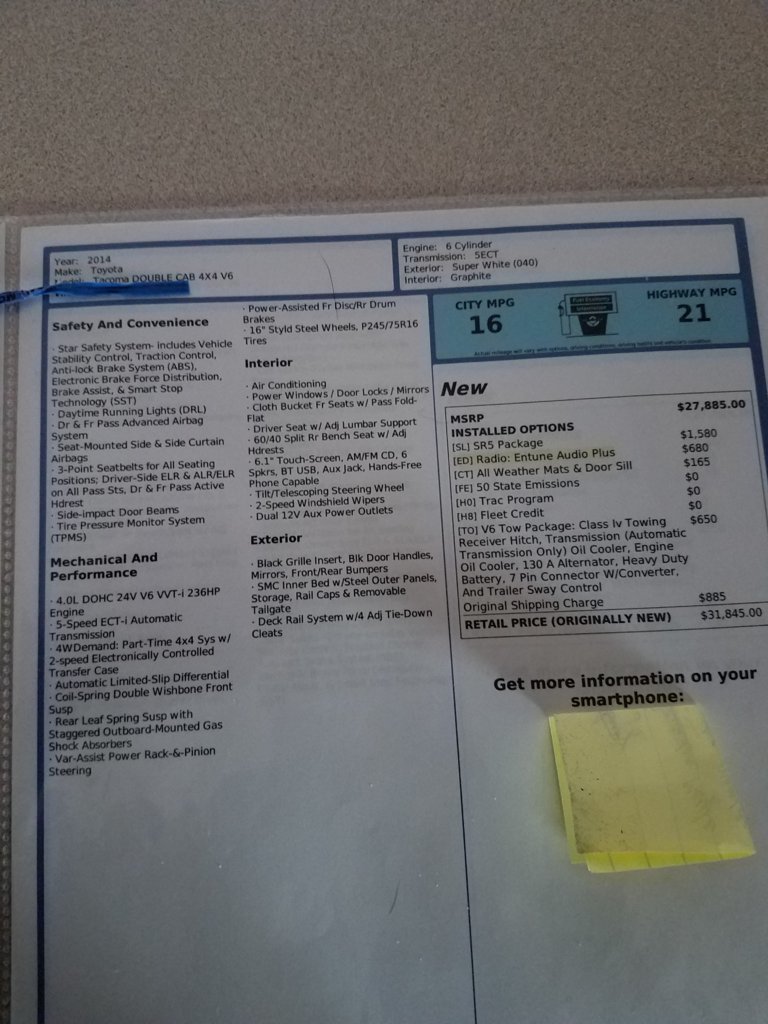 Year: 2014
Make: Toyota
Tacoma DOUBLE CAB 4X4 V6
Engine: 6 Cylinder
Transmission: 5ECT
Exterior: Super White (040)
Interior: Graphite
Safety And Convenience
· Star Safety System- includes Vehicle
Stability Control, Traction Control,
Anti-lock Brake System (ABS),
Electronic Brake Force Distribution,
Brake Assist, & Smart Stop
Technology (SST)
· Daytime Running Lights (DRL)
· Dr & Fr Pass Advanced Airbag
System
· Seat-Mounted Side & Side Curtain
Airbags
· 3-Point Seatbelts for All Seating
Positions; Driver-Side ELR & ALR/ELR
on All Pass Sts, Dr & Fr Pass Active
Hdrest
· Side-impact Door Beams
· Tire Pressure Monitor System
(TPMS)
Mechanical And
Performance
· 4.0L DOHC 24V V6 VVT-i 236HP
Engine
· 5-Speed ECT-i Automatic
Transmission
· 4WDemand: Part-Time 4x4 Sys w/
2-speed Electronically Controlled
Transfer Case
· Automatic Limited-Slip Differential
· Coil-Spring Double Wishbone Front
Susp
· Rear Leaf Spring Susp with
Staggered Outboard-Mounted Gas
Shock Absorbers
· Var-Assist Power Rack-&-Pinion
Steering
· Power-Assisted Fr Disc/Rr Drum
Brakes
· 16" Styld Steel Wheels, P245/75R16
Tires
Interior
· Air Conditioning
· Power Windows / Door Locks / Mirrors
· Cloth Bucket Fr Seats w/ Pass Fold-
Flat
· Driver Seat w/ Adj Lumbar Support
· 60/40 Split Rr Bench Seat w/ Adj
Hdrests
· 6.1" Touch-Screen, AM/FM CD, 6
Spkrs, BT USB, Aux Jack, Hands-Free
Phone Capable
· Tilt/Telescoping Steering Wheel
· 2-Speed Windshield Wipers
· Dual 12V Aux Power Outlets
Exterior
· Black Grille Insert, Blk Door Handles,
Mirrors, Front/Rear Bumpers
· SMC Inner Bed w/Steel Outer Panels,
Storage, Rail Caps & Removable
Tailgate
· Deck Rail System w/4 Adj Tie-Down
Cleats
CITY MPG
16
Fuel Economy
Information
HIGHWAY MPG
21
Actual mileage will vary with options, driving conditions, driving habits and vehicle's condition
New
MSRP $27,885.00
INSTALLED OPTIONS
[SL] SR5 Package $1,580
[ED] Radio: Entune Audio Plus $680
[CT] All Weather Mats & Door Sill $165
[FE] 50 State Emissions $0
[H0] Trac Program $0
[H8] Fleet Credit $0
[TO] V6 Tow Package: Class Iv Towing $650
Receiver Hitch, Transmission (Automatic
Transmission Only) Oil Cooler, Engine
Oil Cooler, 130 A Alternator, Heavy Duty
Battery, 7 Pin Connector W/Converter,
And Trailer Sway Control
Original Shipping Charge $885
RETAIL PRICE (ORIGINALLY NEW) $31,845.00
Get more information on your
smartphone: